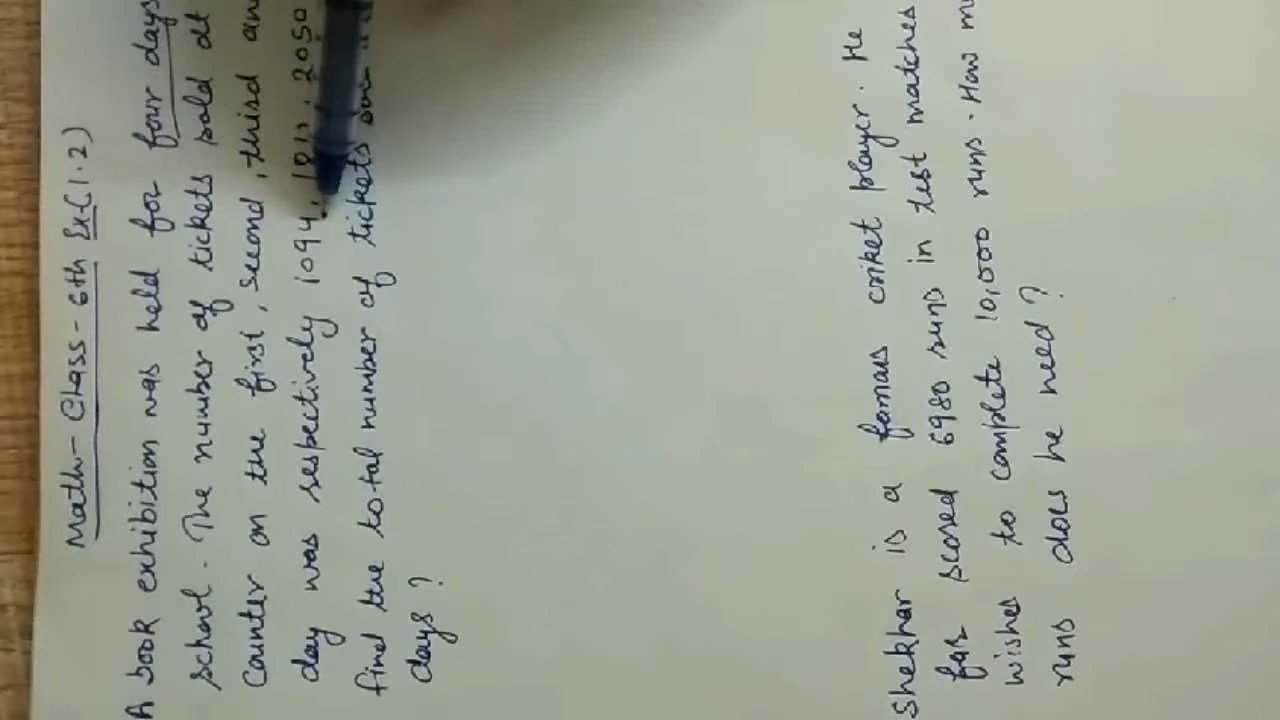 Math- Class- 6th Ex-(1.2)
A book exhibition was held for four days
school. The number of tickets sold at
Counter on the first, second, third an
day was respectively 1094, 1811, 2050
find the total number of tickets
days?
Shekhar is a famous criket player. He
far scored 6980 runs in test matches
wishes to complete 10,000 runs. How m
runs does he need?